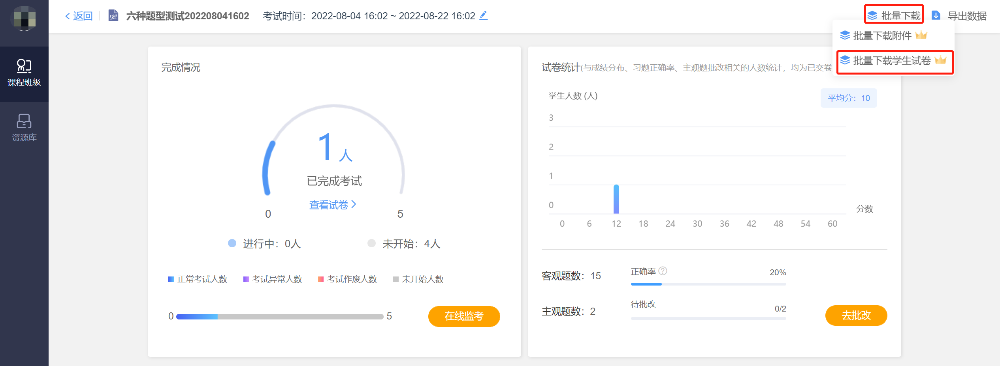 返回
六种题型测试202208041602
考试时间：2022-08-04 16:02 ~ 2022-08-22 16:02
批量下载
导出数据
批量下载附件
批量下载学生试卷
课程班级
资源库
完成情况
1人
已完成考试
查看试卷
0
5
进行中：0人
未开始：4人
正常考试人数
考试异常人数
考试作废人数
未开始人数
0
5
在线监考
试卷统计(与成绩分布、习题正确率、主观题批改相关的人数统计，均为已交卷
学生人数 (人)
平均分：10
3
2
1
0
分数
0 6 12 18 24 30 36 42 48 54 60
客观题数：15
正确率
20%
主观题数：2
待批改
0/2
去批改